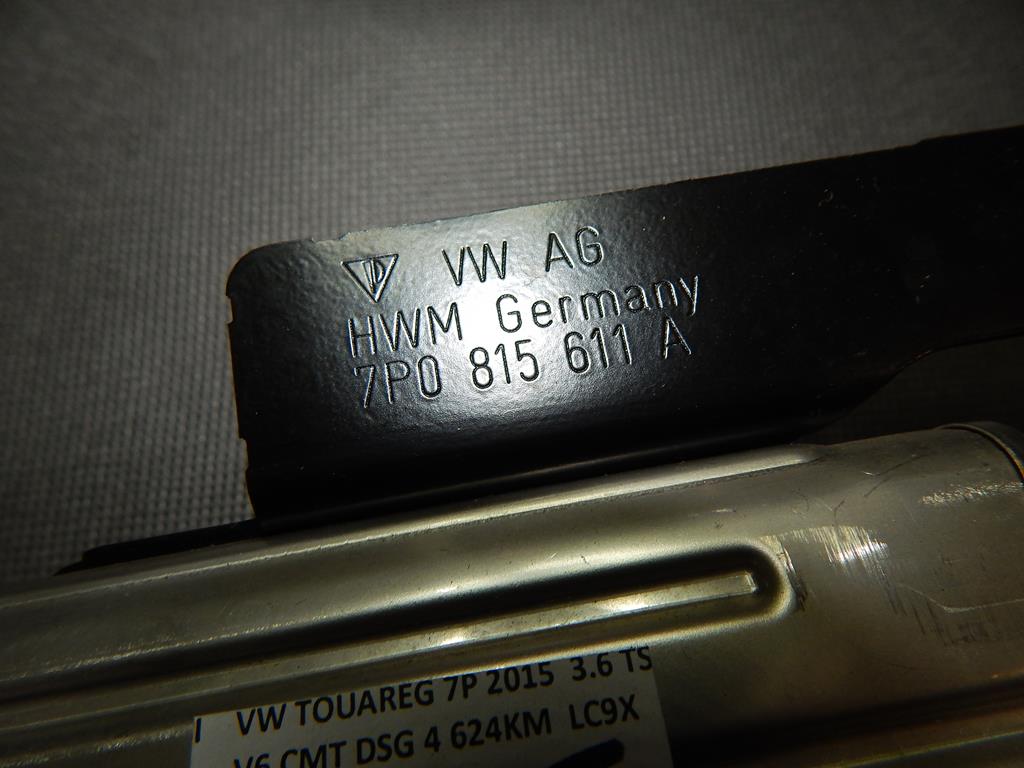 VW AG
HWM Germany
7P0 815 611 A
I VW TOUAREG 7P 2015 3.6 TS
V6 CMT DSG 4 624KM LC9X